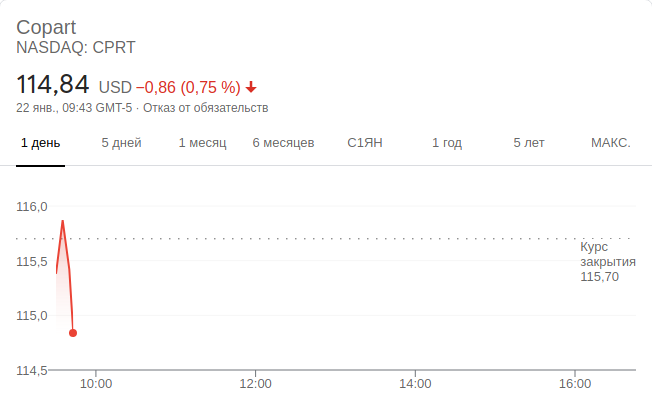 Copart
NASDAQ: CPRT
114,84 USD −0,86 (0,75 %)
22 янв., 09:43 GMT-5 · Отказ от обязательств
1 день 5 дней 1 месяц 6 месяцев С1ЯН 1 год 5 лет МАКС.
116,0
Курс
закрытия
115,70
115,5
115,0
114,5
10:00 12:00 14:00 16:00